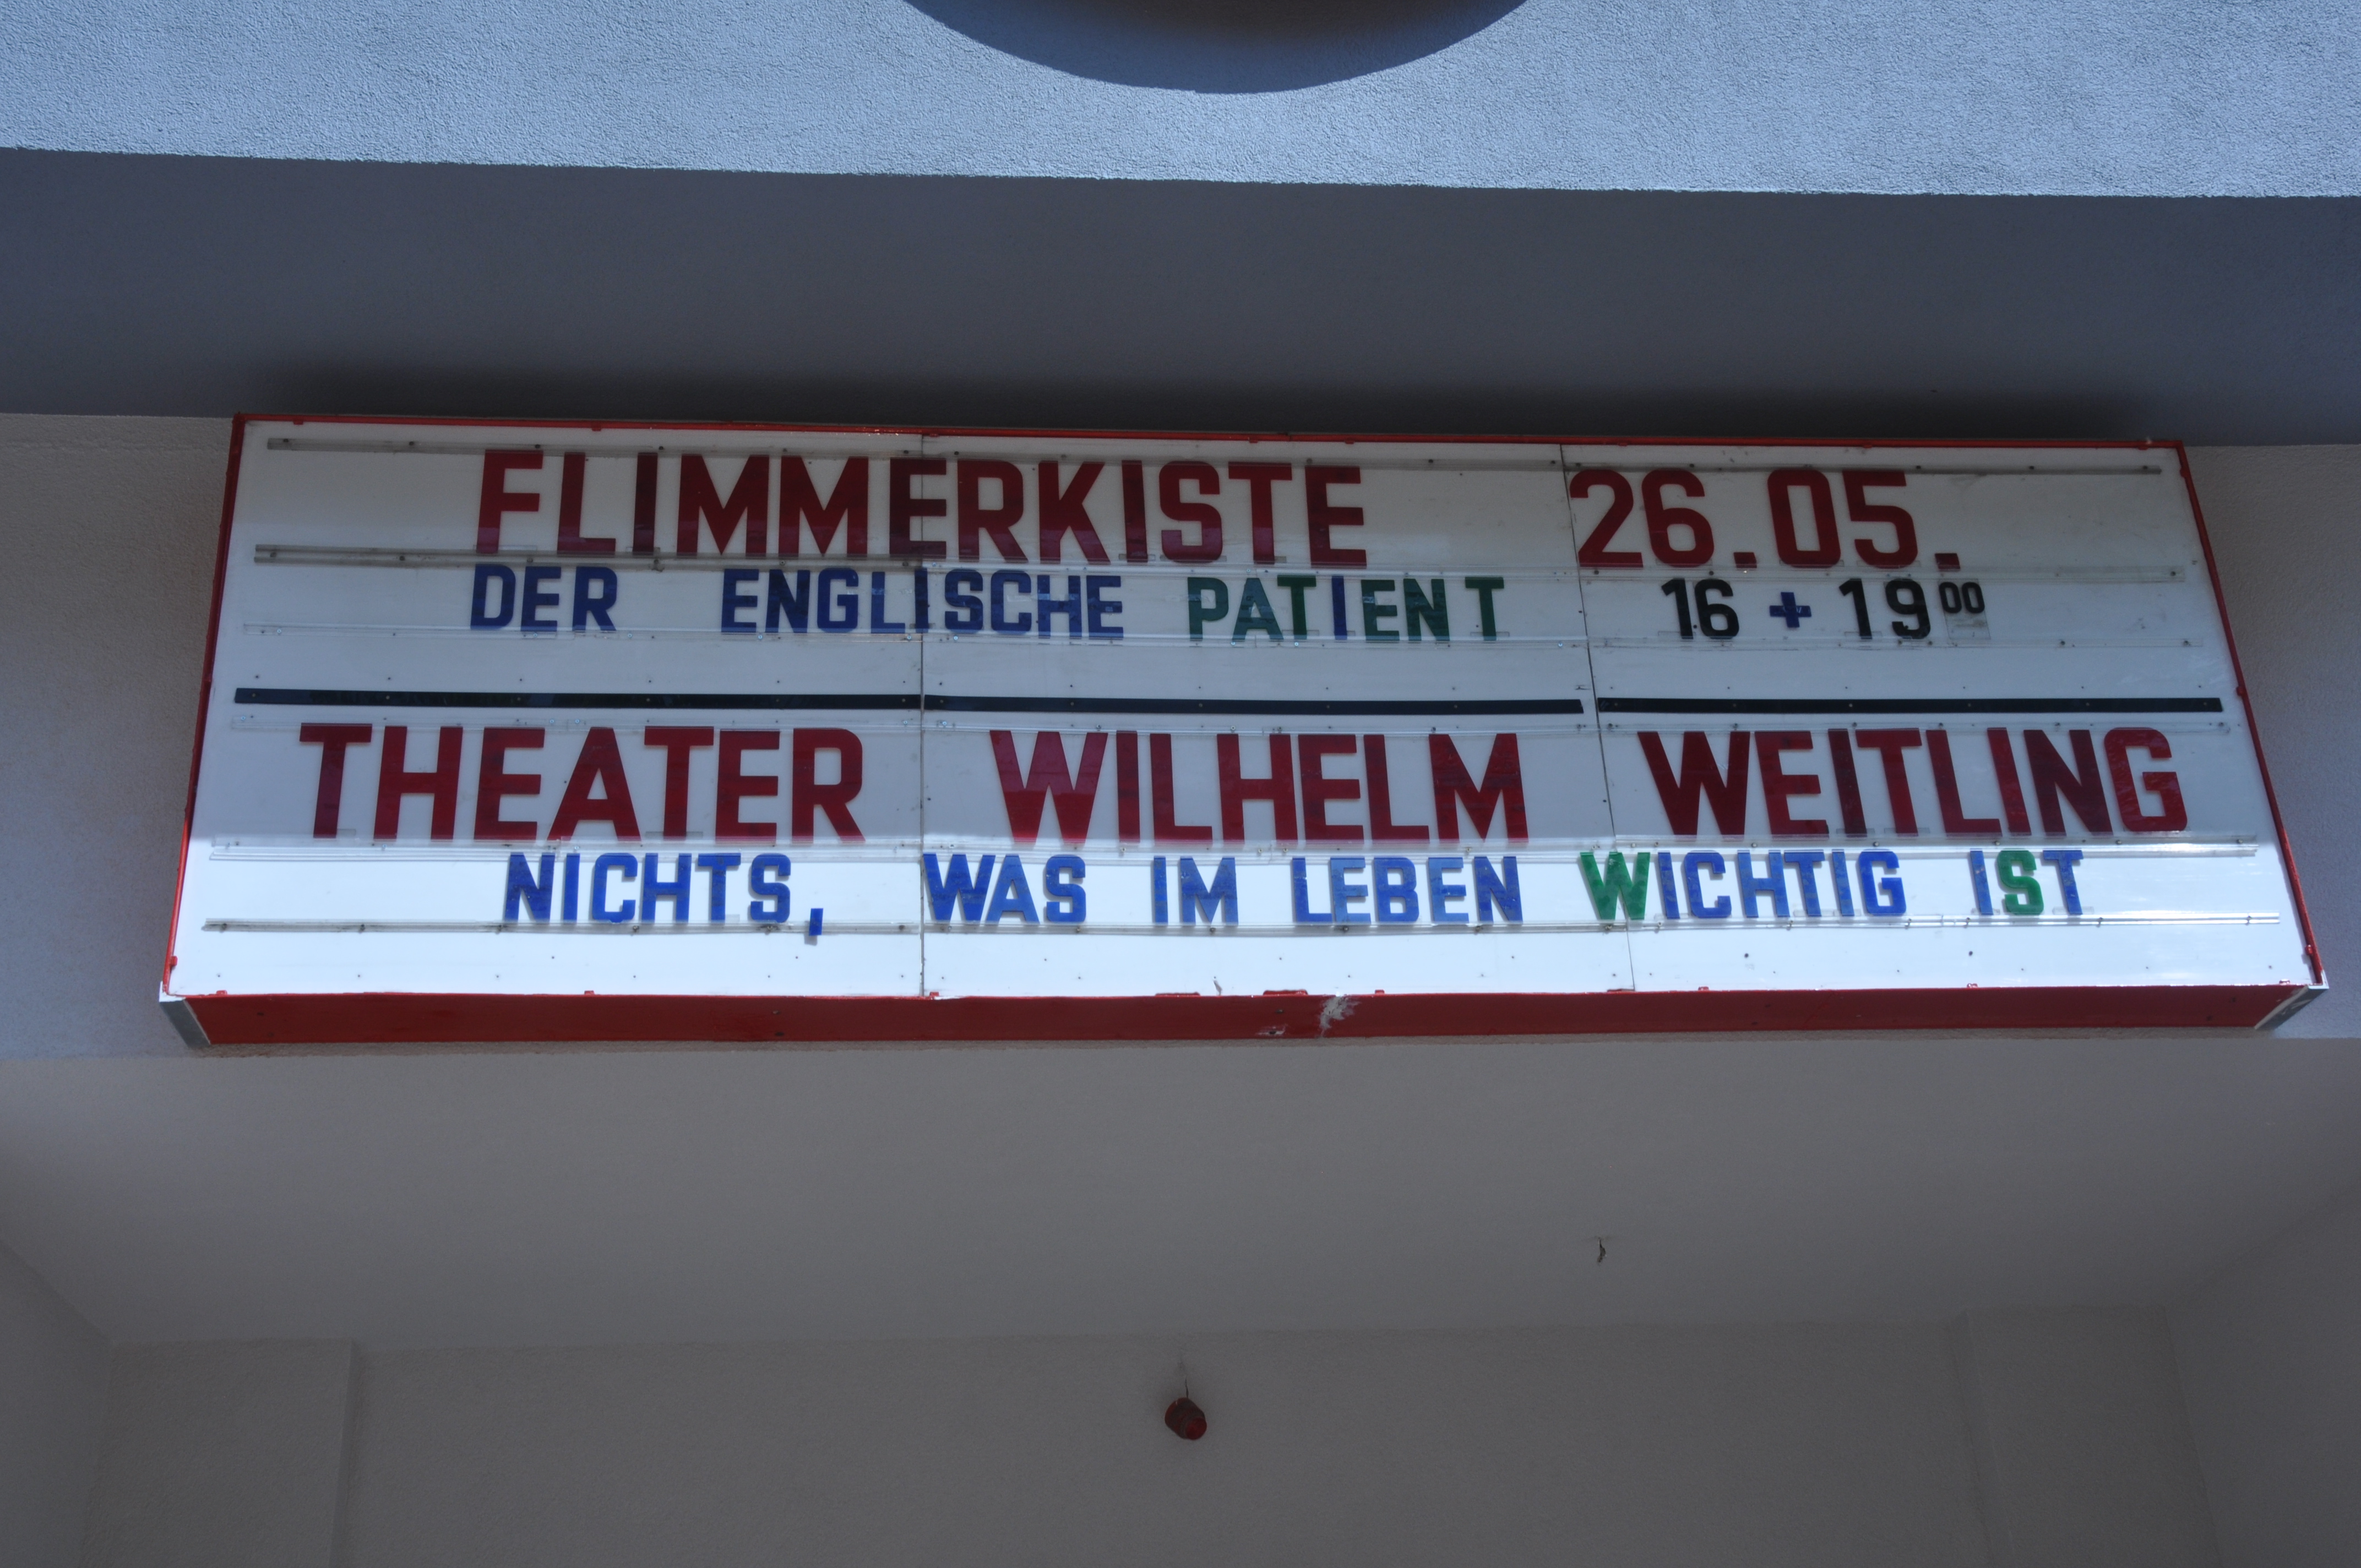 FLIMMERKISTE 26.05.
DER ENGLISCHE PATIENT 16 + 19 00
THEATER WILHELM WEITLING
NICHTS, WAS IM LEBEN WICHTIG IST